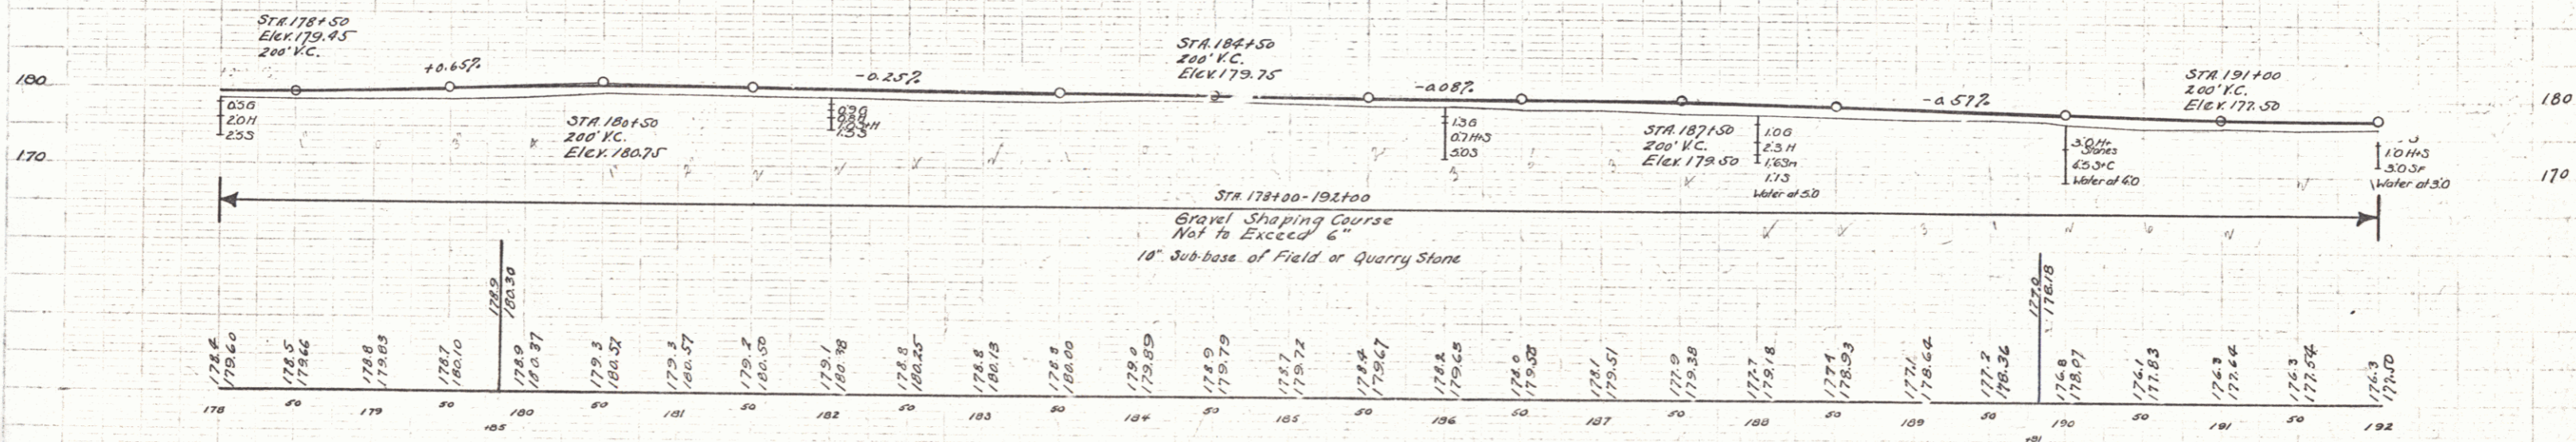 STA. 178+50
Elev. 179.45
200' V.C.
+0.65%
-0.25%
STA. 184+50
200' V.C.
Elev. 179.75
-0.08%
-0.57%
STA. 191+00
200' V.C.
Elev. 177.50
180
180
170
170
0.5G
2.0H
2.5S
STA. 180+50
200' V.C.
Elev. 180.75
1.5S
1.3G
0.7H+S
5.0S
STA. 187+50
200' V.C.
Elev. 179.50
1.0G
2.3H
1.1S
Water at 5.0
3.0H+
Stones
6.5S+C
Water at 6.0
1.0H+S
3.0SF
Water at 3.0
STA. 178+00-192+00
Gravel Shaping Course
Not to Exceed 6"
10" Sub-base of Field or Quarry Stone
178.4 179.60
178.5 179.66
178.8 179.83
178.7 180.10
178.9 180.30
178.9 180.37
179.3 180.52
179.3 180.57
179.2 180.50
179.1 180.38
178.8 180.25
178.8 180.13
178.8 180.00
179.0 179.89
178.9 179.79
178.7 179.72
178.4 179.67
178.2 179.63
178.0 179.58
178.1 179.51
177.9 179.38
177.7 179.18
177.4 178.93
177.1 178.64
177.2 178.36
177.0 178.18
176.8 178.07
176.1 177.83
176.3 177.64
176.3 177.54
176.3 177.50
178 50 179 50 180 50 181 50 182 50 183 50 184 50 185 50 186 50 187 50 188 50 189 50 190 50 191 50 192
+85
+81